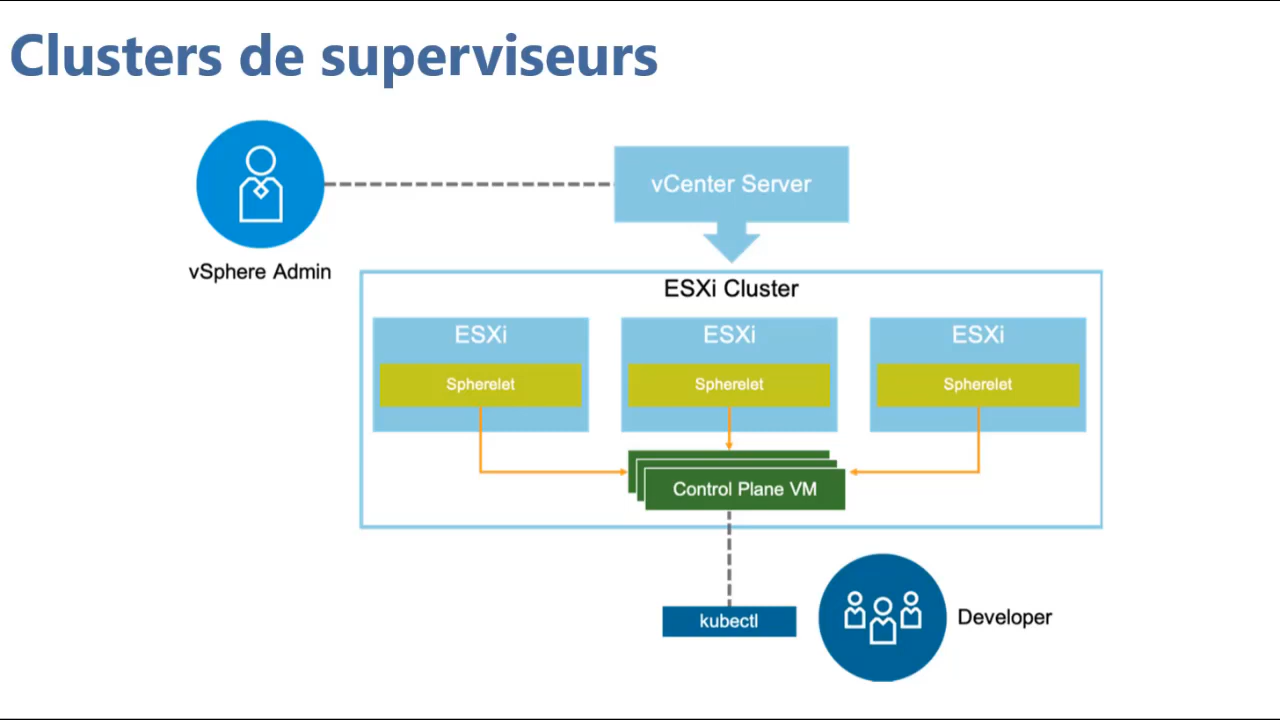 Clusters de superviseurs
vCenter Server
vSphere Admin
ESXi Cluster
ESXi
ESXi
ESXi
Spherelet
Spherelet
Spherelet
Control Plane VM
kubectl
Developer